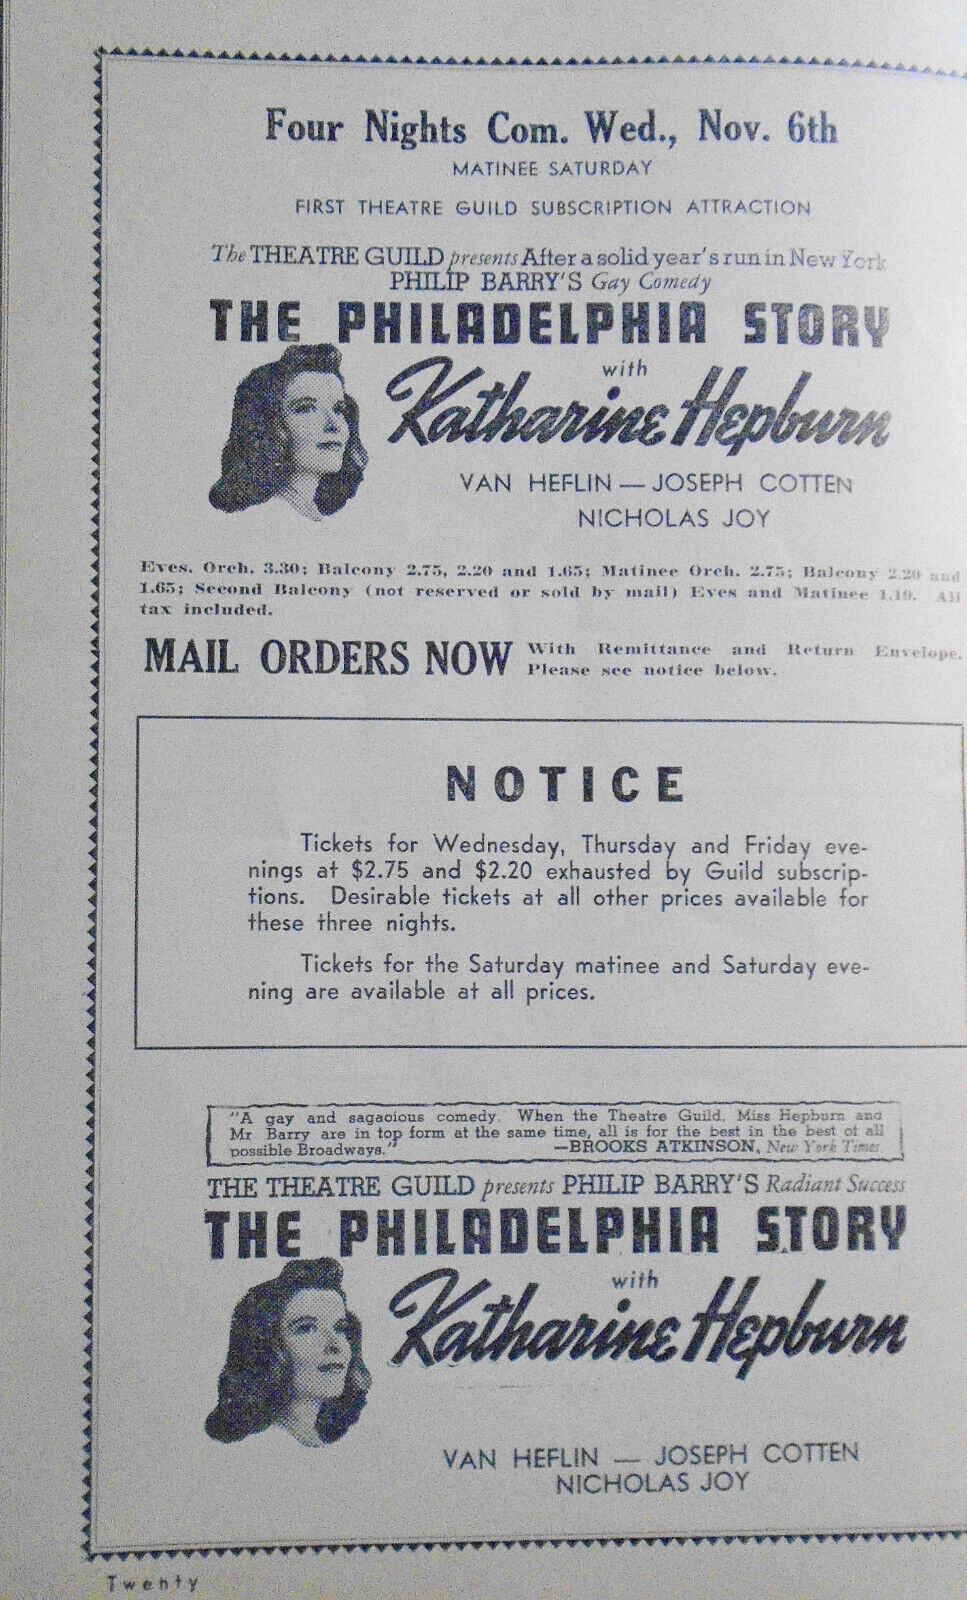 Four Nights Com. Wed., Nov. 6th
MATINEE SATURDAY
FIRST THEATRE GUILD SUBSCRIPTION ATTRACTION
The THEATRE GUILD presents After a solid year's run in New York
PHILIP BARRY'S Gay Comedy
THE PHILADELPHIA STORY
with
Katharine Hepburn
VAN HEFLIN — JOSEPH COTTEN
NICHOLAS JOY
Eves. Orch. 3.30; Balcony 2.75, 2.20 and 1.65; Matinee Orch. 2.75; Balcony 2.20 and
1.65; Second Balcony (not reserved or sold by mail) Eves and Matinee 1.10. All
tax included.
MAIL ORDERS NOW With Remittance and Return Envelope.
Please see notice below.
NOTICE
Tickets for Wednesday, Thursday and Friday eve-
nings at $2.75 and $2.20 exhausted by Guild subscrip-
tions. Desirable tickets at all other prices available for
these three nights.
Tickets for the Saturday matinee and Saturday eve-
ning are available at all prices.
"A gay and sagacious comedy. When the Theatre Guild, Miss Hepburn and
Mr Barry are in top form at the same time, all is for the best in the best of all
possible Broadways." —BROOKS ATKINSON, New York Times
THE THEATRE GUILD presents PHILIP BARRY'S Radiant Success
THE PHILADELPHIA STORY
with
Katharine Hepburn
VAN HEFLIN — JOSEPH COTTEN
NICHOLAS JOY
Twenty